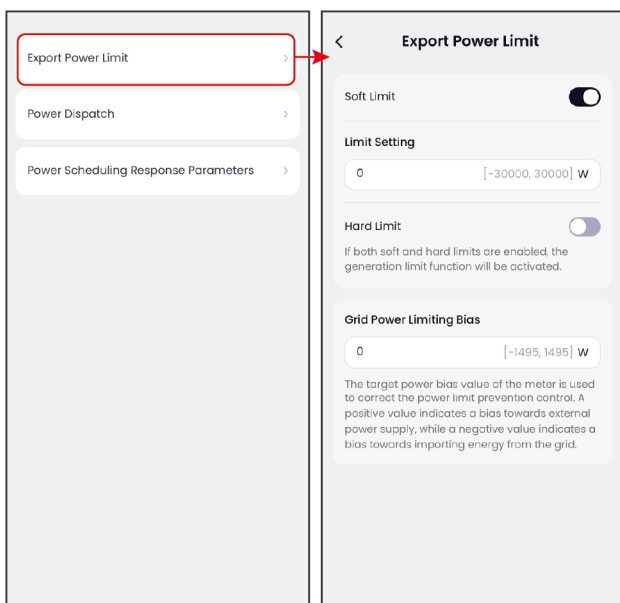 Export Power Limit
Power Dispatch
Power Scheduling Response Parameters
Export Power Limit
Soft Limit
Limit Setting
0 [-30000, 30000] W
Hard Limit
If both soft and hard limits are enabled, the
generation limit function will be activated.
Grid Power Limiting Bias
0 [-1495, 1495] W
The target power bias value of the meter is used
to correct the power limit prevention control. A
positive value indicates a bias towards external
power supply, while a negative value indicates a
bias towards importing energy from the grid.